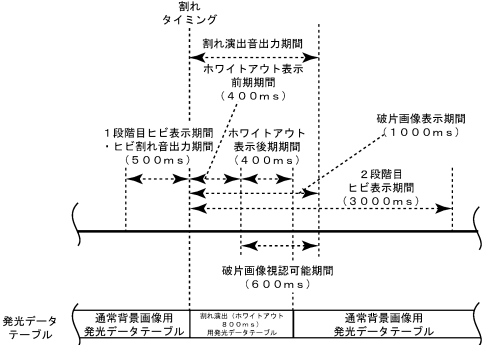 割れ
タイミング
割れ演出音出力期間
ホワイトアウト表示
前期期間
(４００ｍｓ)
破片画像表示期間
(１０００ｍｓ)
１段階目ヒビ表示期間
・ヒビ割れ音出力期間
(５００ｍｓ)
ホワイトアウト
表示後期期間
(４００ｍｓ)
２段階目
ヒビ表示期間
(３０００ｍｓ)
破片画像視認可能期間
(６００ｍｓ)
発光データ
テーブル
通常背景画像用
発光データテーブル
割れ演出（ホワイトアウト
８００ｍｓ）
用発光データテーブル
通常背景画像用
発光データテーブル